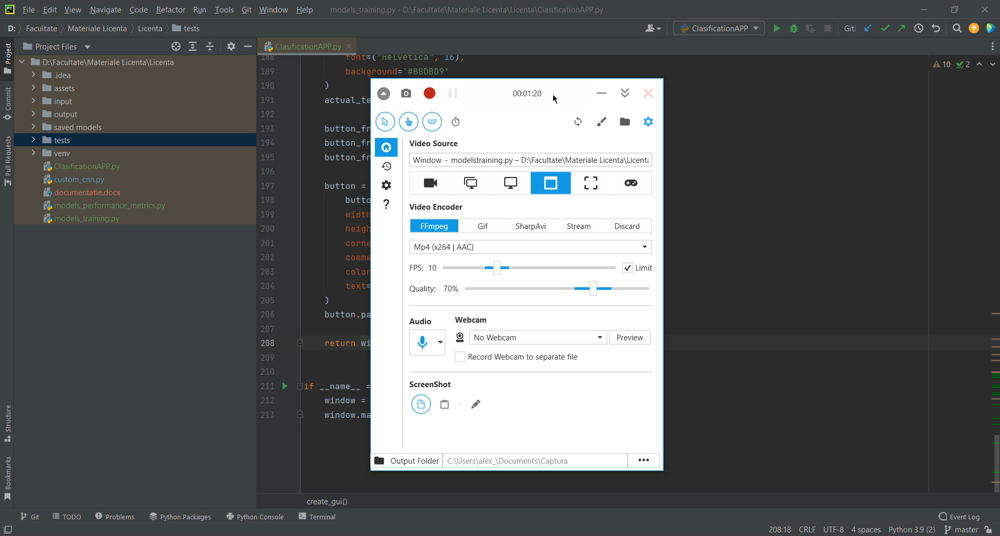 PC File Edit View Navigate Code Refactor Run Tools Git Window Help models_training.py - D:\Facultate\Materiale Licenta\Licenta\ClasificationAPP.py
D: Facultate Materiale Licenta Licenta tests ClasificationAPP Git:
Project Files
ClasificationAPP.py
Project
Commit
Pull Requests
Structure
Bookmarks
D:\Facultate\Materiale Licenta\Licenta
.idea
assets
input
output
saved models
tests
venv
ClasificationAPP.py
custom_cnn.py
documentatie.docx
models_performance_metrics.py
models_training.py
188 font=("Helvetica", 16),
189 background='#B8DBD9'
190 )
191 actual_te
192
193 button_fr
194 button_fr
195 button_fr
196
197 button =
198 butto
199 width
200 heigh
201 corne
202 comma
203 color
204 text=
205 )
206 button.pa
207
208 return wi
209
210
211 if __name__ =
212 window =
213 window.ma
10 2
00:01:20
Video Source
Window - modelstraining.py – D:\Facultate\Materiale Licenta\Licenta
Video Encoder
FFmpeg Gif SharpAvi Stream Discard
Mp4 (x264 | AAC)
FPS: 10 Limit
Quality: 70%
Audio Webcam
No Webcam Preview
Record Webcam to separate file
ScreenShot
Output Folder C:\Users\alex_\Documents\Captura •••
create_gui()
Git TODO Problems Python Packages Python Console Terminal Event Log
208:18 CRLF UTF-8 4 spaces Python 3.9 (2) master